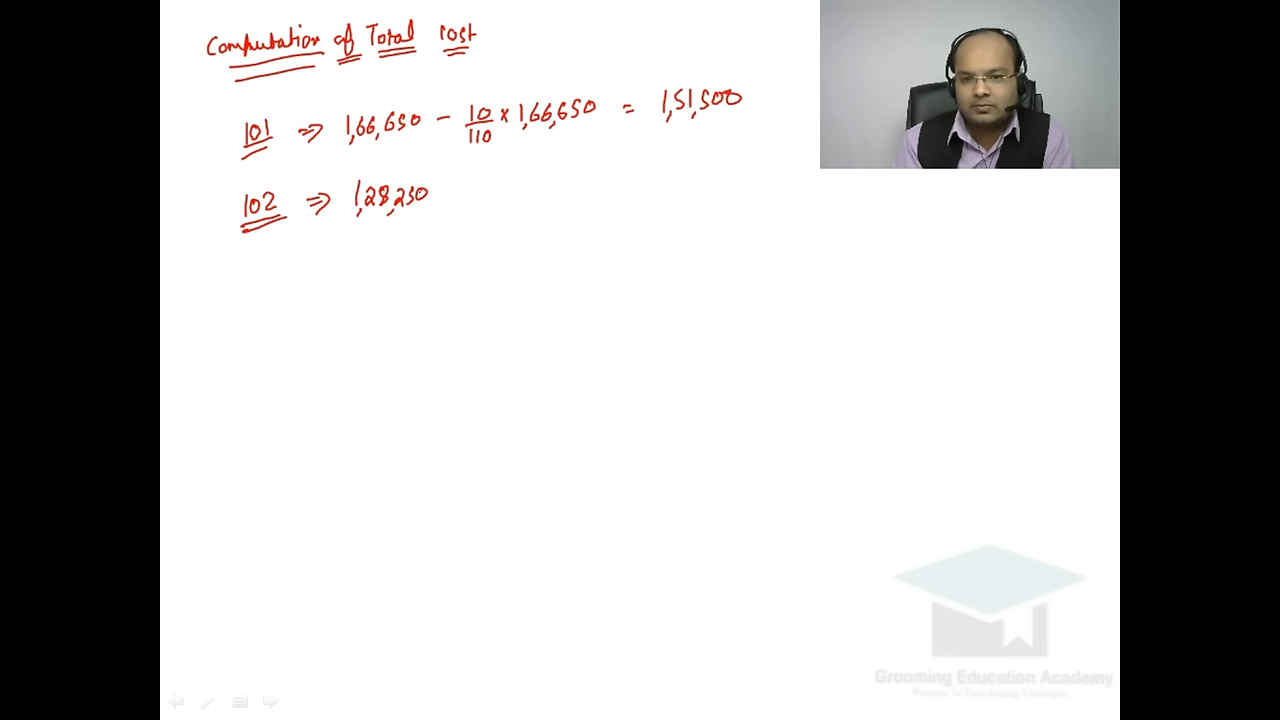 Computation of Total cost
101 ⇒ 1,66,650 - 10/110 × 1,66,650 = 1,51,500
102 ⇒ 1,28,250
Grooming Education Academy